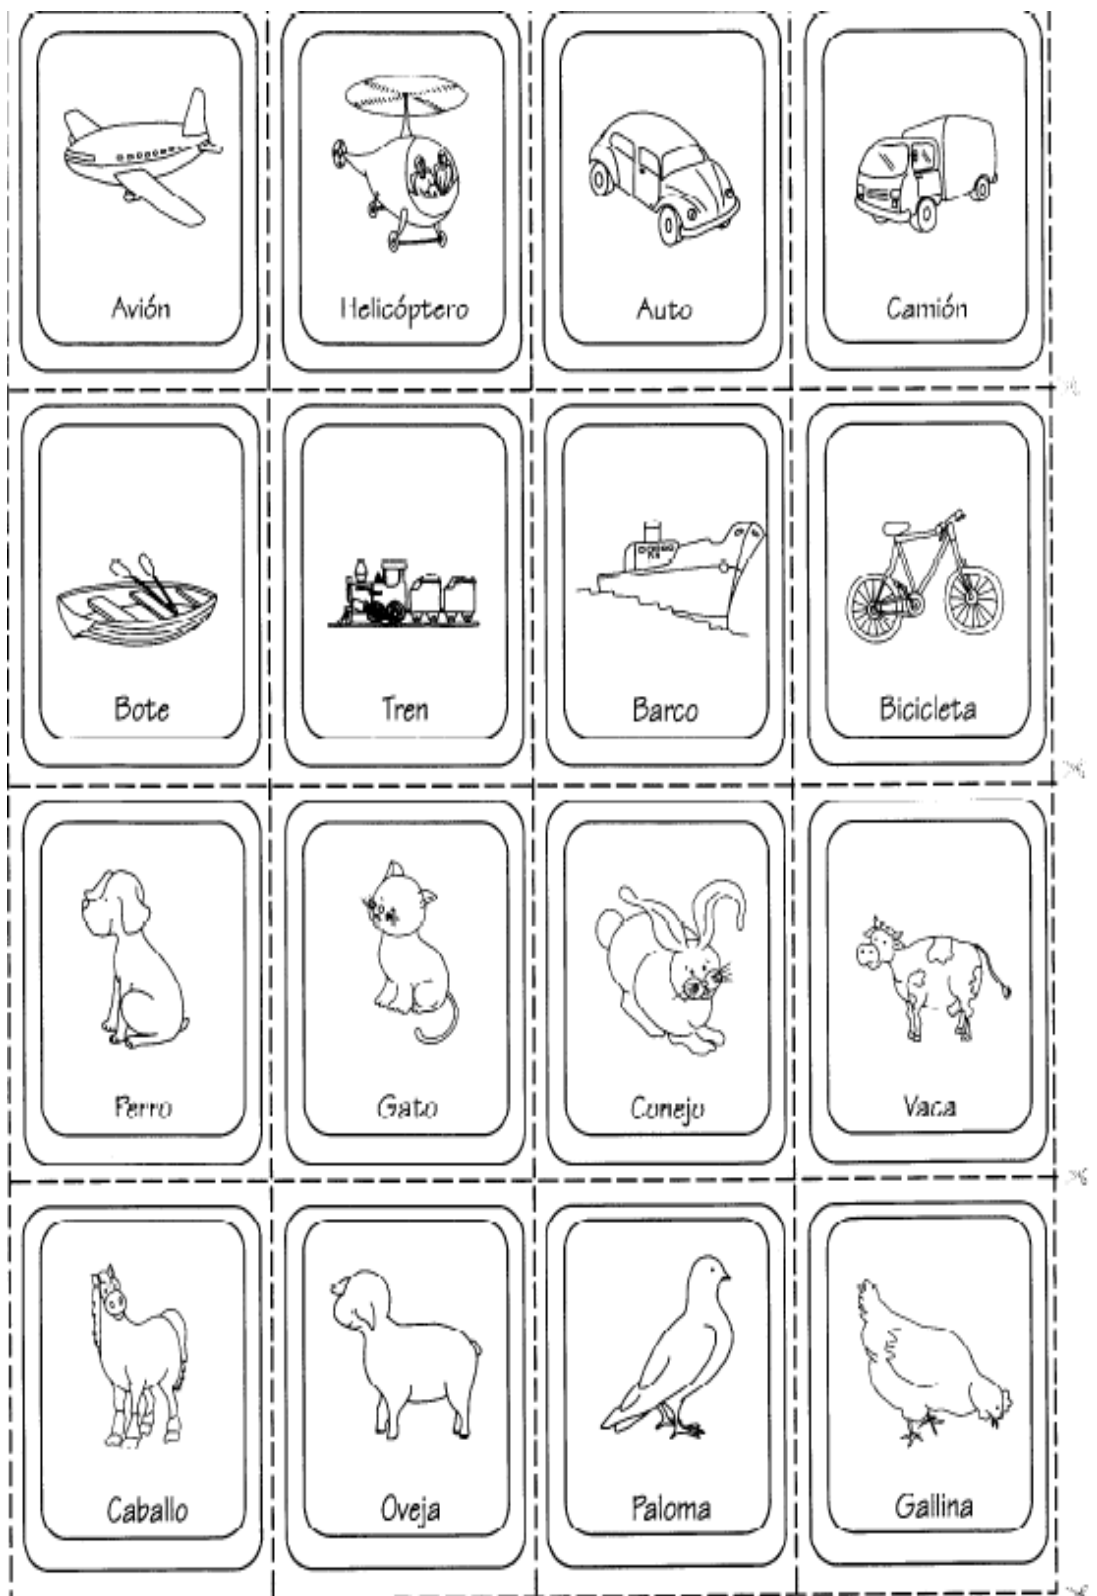 Avión
Helicóptero
Auto
Camión
Bote
Tren
Barco
Bicicleta
Perro
Gato
Conejo
Vaca
Caballo
Oveja
Paloma
Gallina